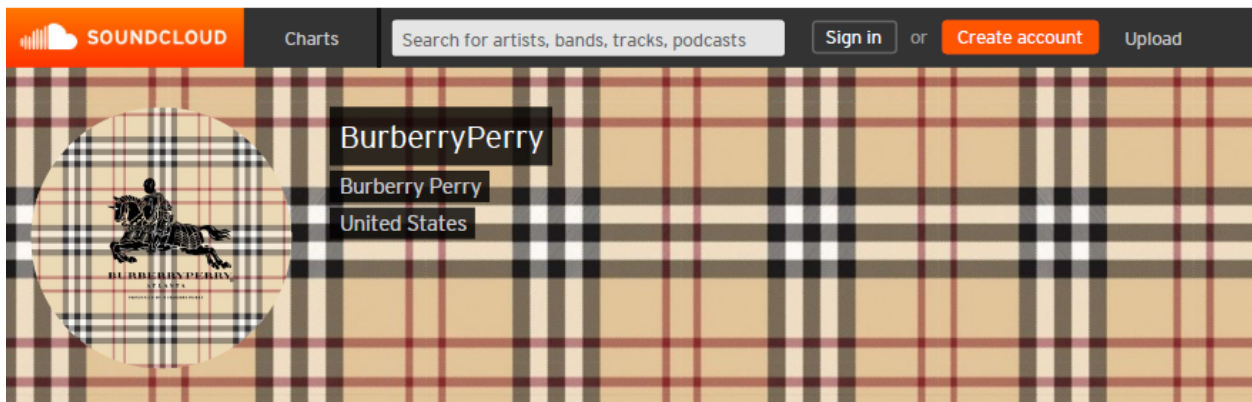 SOUNDCLOUD Charts Search for artists, bands, tracks, podcasts Sign in or Create account Upload
BurberryPerry
Burberry Perry
United States
BURBERRYPERRY
ATLANTA